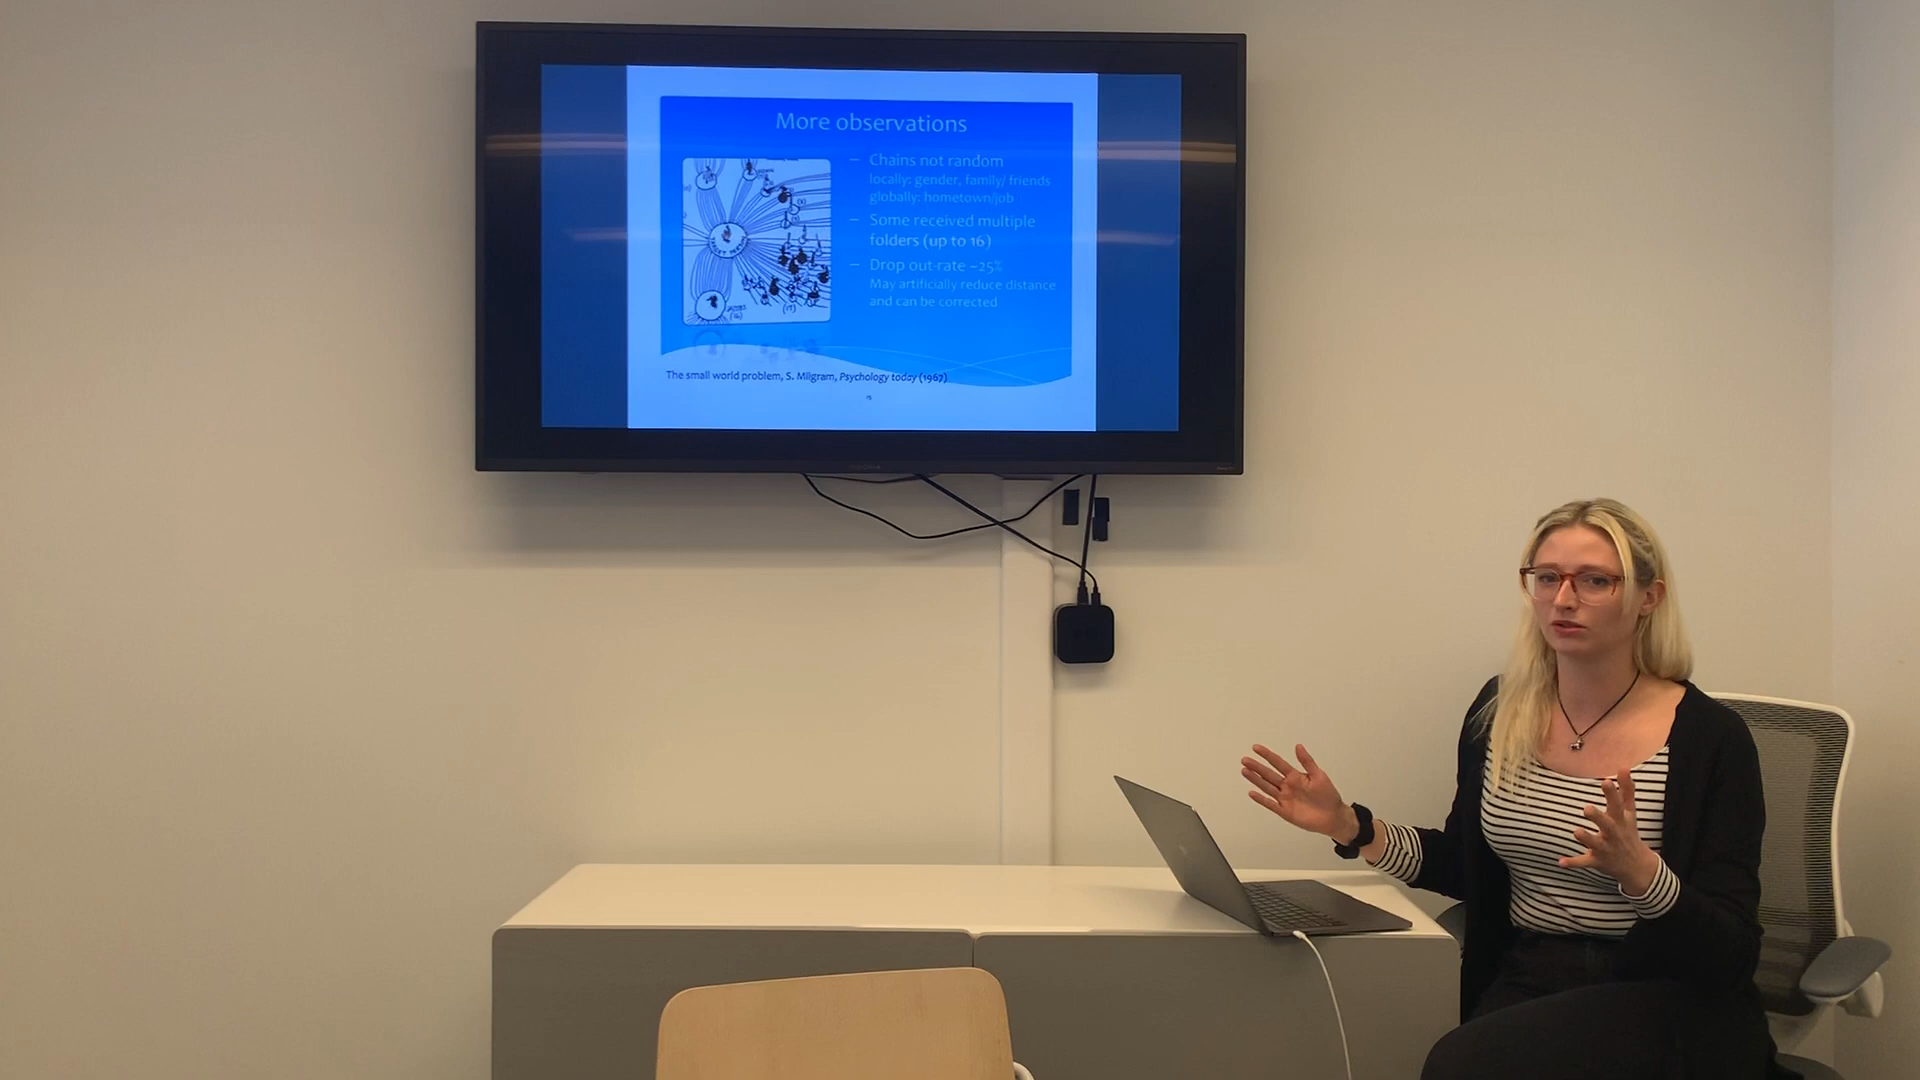 More observations
– Chains not random
locally: gender, family/ friends
globally: hometown/job
– Some received multiple
folders (up to 16)
– Drop out-rate ~25%
May artificially reduce distance
and can be corrected
The small world problem, S. Milgram, Psychology today (1967)
15